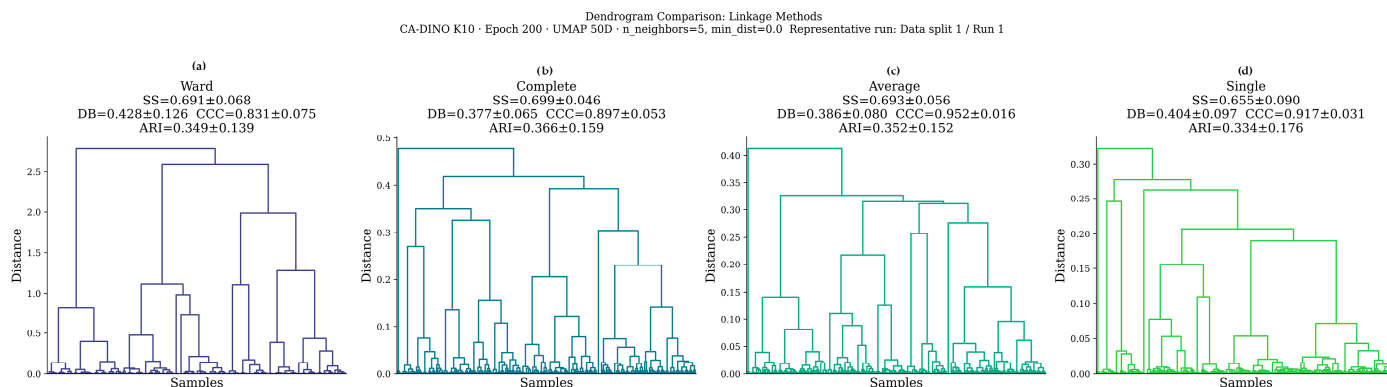 Dendrogram Comparison: Linkage Methods
CA-DINO K10 · Epoch 200 · UMAP 50D · n_neighbors=5, min_dist=0.0  Representative run: Data split 1 / Run 1
(a)
Ward
SS=0.691±0.068
DB=0.428±0.126  CCC=0.831±0.075
ARI=0.349±0.139
2.5
2.0
1.5
1.0
0.5
0.0
Distance
Samples
(b)
Complete
SS=0.699±0.046
DB=0.377±0.065  CCC=0.897±0.053
ARI=0.366±0.159
0.5
0.4
0.3
0.2
0.1
0.0
Distance
Samples
(c)
Average
SS=0.693±0.056
DB=0.386±0.080  CCC=0.952±0.016
ARI=0.352±0.152
0.40
0.35
0.30
0.25
0.20
0.15
0.10
0.05
0.00
Distance
Samples
(d)
Single
SS=0.655±0.090
DB=0.404±0.097  CCC=0.917±0.031
ARI=0.334±0.176
0.30
0.25
0.20
0.15
0.10
0.05
0.00
Distance
Samples